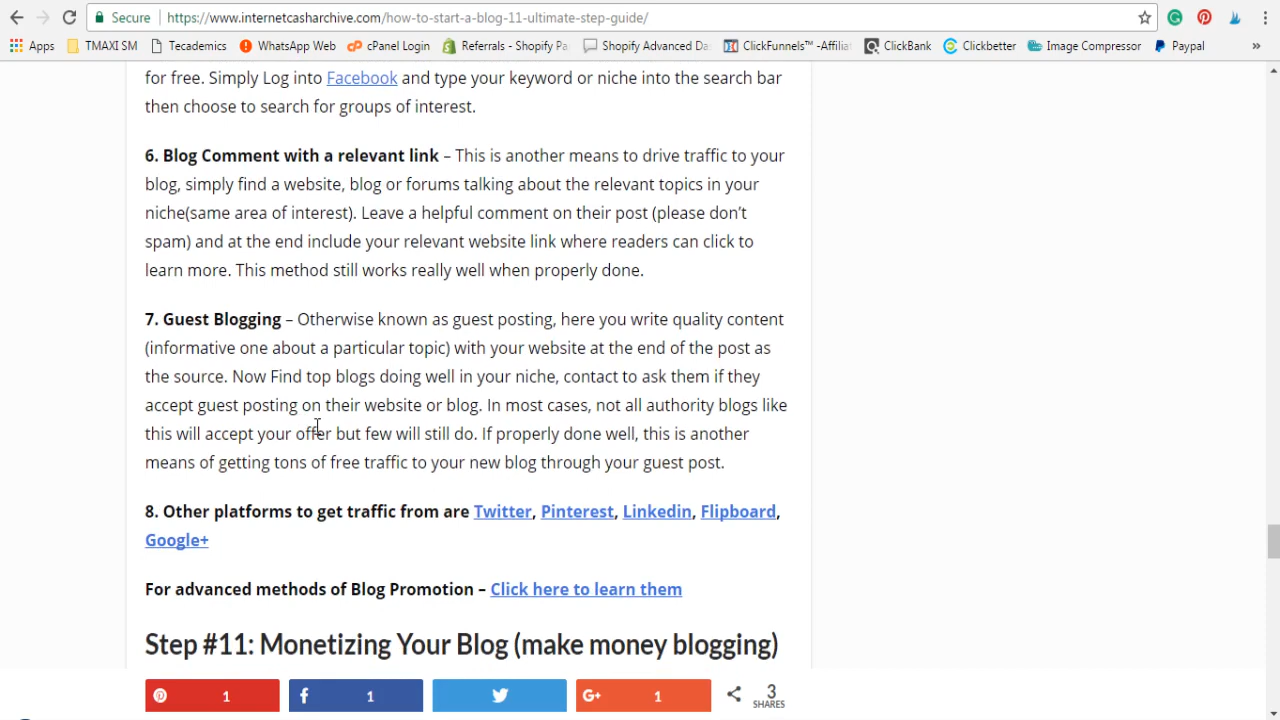 Secure
https://www.internetcasharchive.com/how-to-start-a-blog-11-ultimate-step-guide/
Apps TMAXI SM Tecademics WhatsApp Web cPanel Login Referrals - Shopify Pa Shopify Advanced Da ClickFunnels™ -Affilia ClickBank Clickbetter Image Compressor Paypal »
for free. Simply Log into Facebook and type your keyword or niche into the search bar
then choose to search for groups of interest.
6. Blog Comment with a relevant link – This is another means to drive traffic to your
blog, simply find a website, blog or forums talking about the relevant topics in your
niche(same area of interest). Leave a helpful comment on their post (please don’t
spam) and at the end include your relevant website link where readers can click to
learn more. This method still works really well when properly done.
7. Guest Blogging – Otherwise known as guest posting, here you write quality content
(informative one about a particular topic) with your website at the end of the post as
the source. Now Find top blogs doing well in your niche, contact to ask them if they
accept guest posting on their website or blog. In most cases, not all authority blogs like
this will accept your offer but few will still do. If properly done well, this is another
means of getting tons of free traffic to your new blog through your guest post.
8. Other platforms to get traffic from are Twitter, Pinterest, Linkedin, Flipboard,
Google+
For advanced methods of Blog Promotion – Click here to learn them
Step #11: Monetizing Your Blog (make money blogging)
1 1 G+ 1 3
SHARES